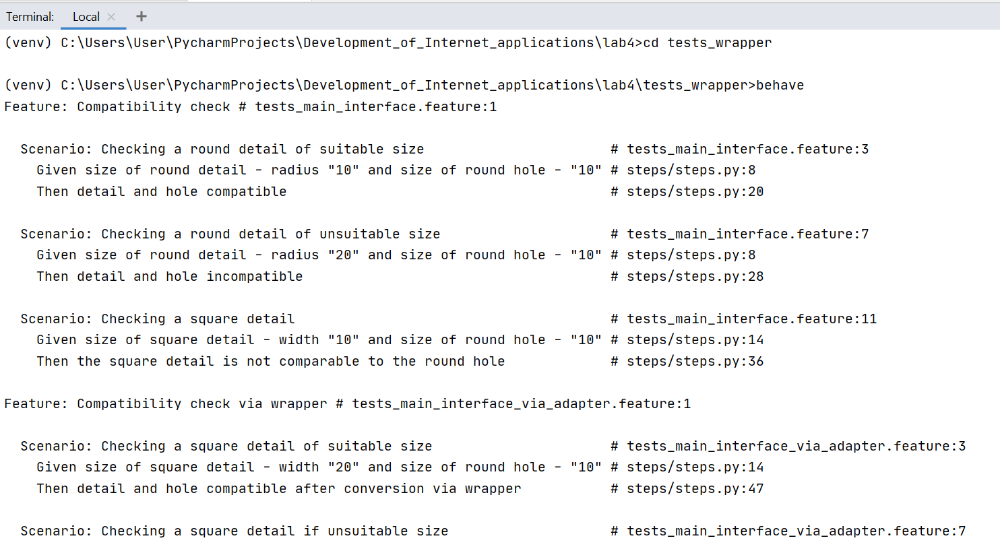 Terminal: Local × +
(venv) C:\Users\User\PycharmProjects\Development_of_Internet_applications\lab4>cd tests_wrapper
(venv) C:\Users\User\PycharmProjects\Development_of_Internet_applications\lab4\tests_wrapper>behave
Feature: Compatibility check # tests_main_interface.feature:1
Scenario: Checking a round detail of suitable size # tests_main_interface.feature:3
Given size of round detail - radius "10" and size of round hole - "10" # steps/steps.py:8
Then detail and hole compatible # steps/steps.py:20
Scenario: Checking a round detail of unsuitable size # tests_main_interface.feature:7
Given size of round detail - radius "20" and size of round hole - "10" # steps/steps.py:8
Then detail and hole incompatible # steps/steps.py:28
Scenario: Checking a square detail # tests_main_interface.feature:11
Given size of square detail - width "10" and size of round hole - "10" # steps/steps.py:14
Then the square detail is not comparable to the round hole # steps/steps.py:36
Feature: Compatibility check via wrapper # tests_main_interface_via_adapter.feature:1
Scenario: Checking a square detail of suitable size # tests_main_interface_via_adapter.feature:3
Given size of square detail - width "20" and size of round hole - "10" # steps/steps.py:14
Then detail and hole compatible after conversion via wrapper # steps/steps.py:47
Scenario: Checking a square detail if unsuitable size # tests_main_interface_via_adapter.feature:7